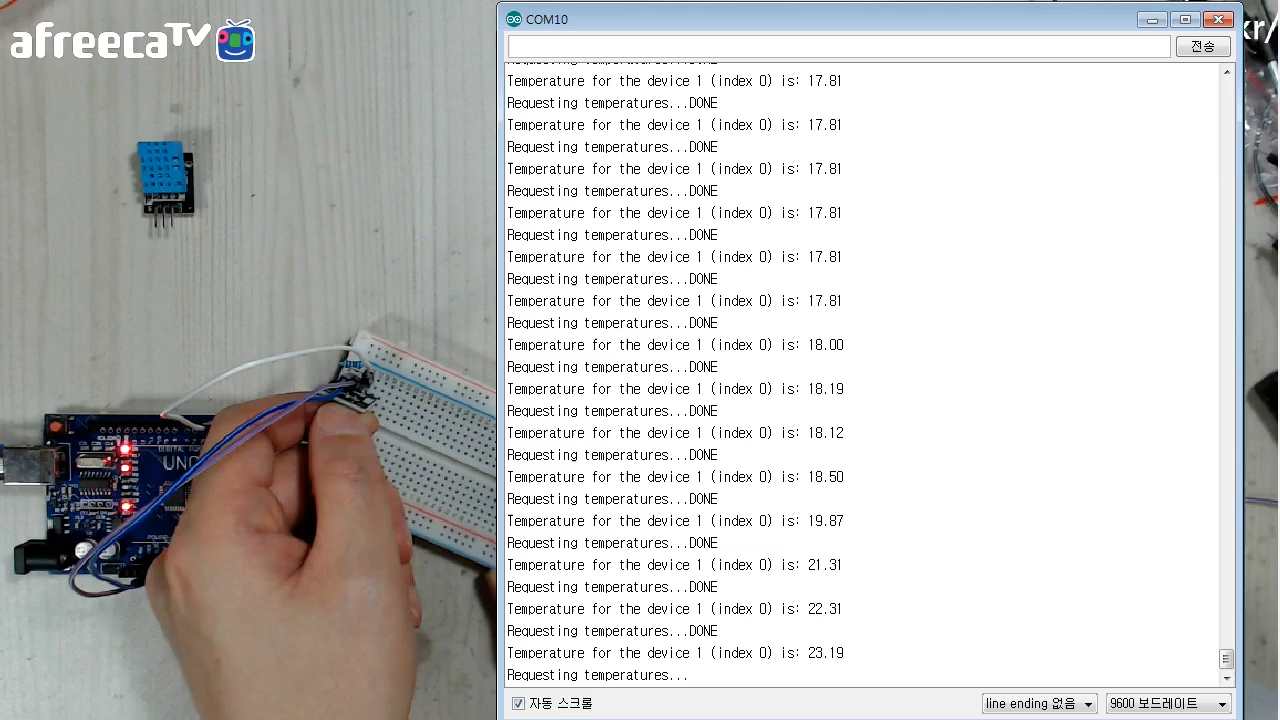 afreecaTV
COM10
kr/
전송
Temperature for the device 1 (index 0) is: 17.81
Requesting temperatures...DONE
Temperature for the device 1 (index 0) is: 17.81
Requesting temperatures...DONE
Temperature for the device 1 (index 0) is: 17.81
Requesting temperatures...DONE
Temperature for the device 1 (index 0) is: 17.81
Requesting temperatures...DONE
Temperature for the device 1 (index 0) is: 17.81
Requesting temperatures...DONE
Temperature for the device 1 (index 0) is: 17.81
Requesting temperatures...DONE
Temperature for the device 1 (index 0) is: 18.00
Requesting temperatures...DONE
Temperature for the device 1 (index 0) is: 18.19
Requesting temperatures...DONE
Temperature for the device 1 (index 0) is:
Requesting temperatures...DONE
Temperature for the device 1 (index 0) is:
Requesting temperatures...DONE
Temperature for the device 1 (index 0) is: 19.87
Requesting temperatures...DONE
Temperature for the device 1 (index 0) is: 21.31
Requesting temperatures...DONE
Temperature for the device 1 (index 0) is: 22.31
Requesting temperatures...DONE
Temperature for the device 1 (index 0) is: 23.19
Requesting temperatures...
자동 스크롤
line ending 없음
9600 보드레이트